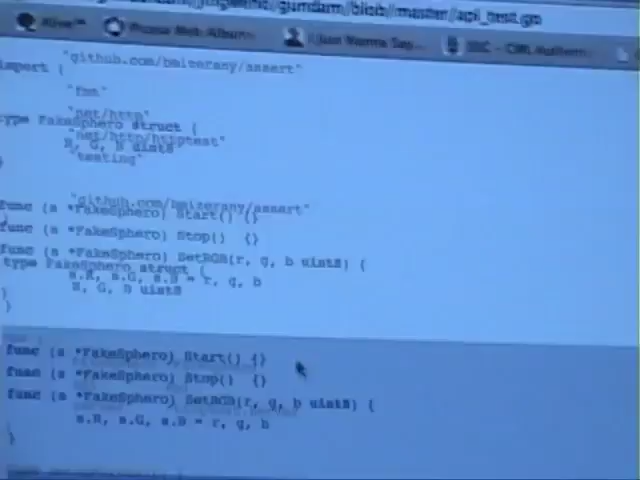 gundam/blob/master/api_test.go
"github.com/bmizerany/assert"
import (
"fmt"
"net/http"
type FakeSphero struct {
"net/http/httptest"
R, G, B uint8
"testing"
}
"github.com/bmizerany/assert"
func (s *FakeSphero) Start() {}
)
func (s *FakeSphero) Stop()  {}
func (s *FakeSphero) SetRGB(r, g, b uint8) {
type FakeSphero struct {
s.R, s.G, s.B = r, g, b
R, G, B uint8
}
}
func (s *FakeSphero) Start() {}
func (s *FakeSphero) Stop()  {}
func (s *FakeSphero) SetRGB(r, g, b uint8) {
s.R, s.G, s.B = r, g, b
}